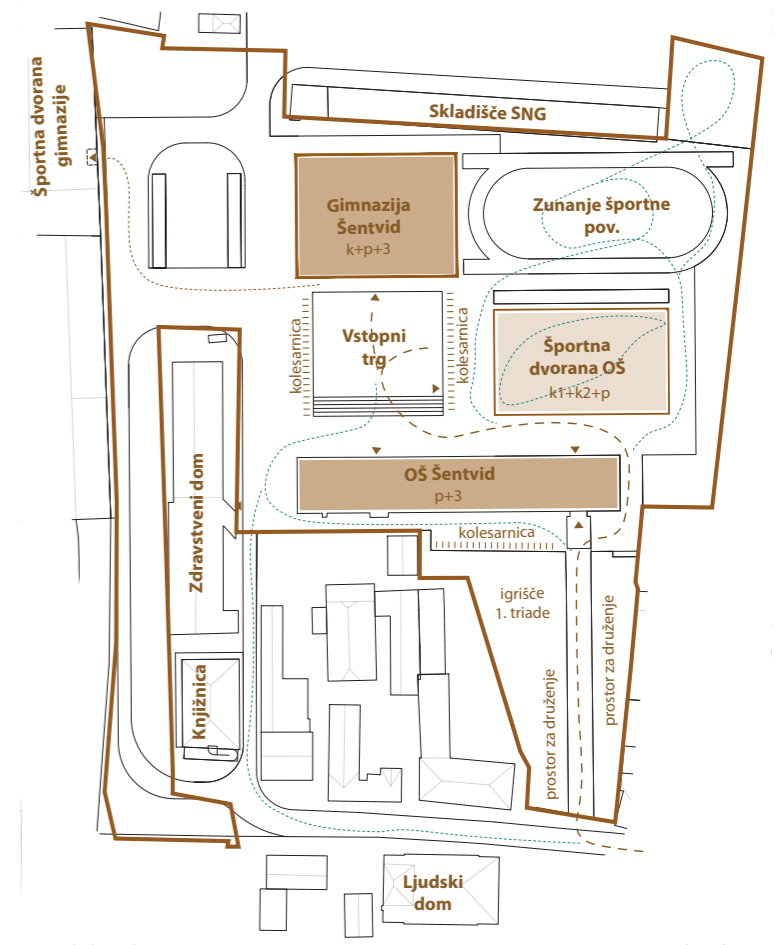 Športna dvorana
gimnazije
Skladišče SNG
Gimnazija
Šentvid
k+p+3
Zunanje športne
pov.
kolesarnica
Vstopni
trg
kolesarnica
Športna
dvorana OŠ
k1+k2+p
OŠ Šentvid
p+3
Zdravstveni dom
kolesarnica
igrišče
1. triade
prostor za druženje
prostor za druženje
Knjižnica
Ljudski
dom